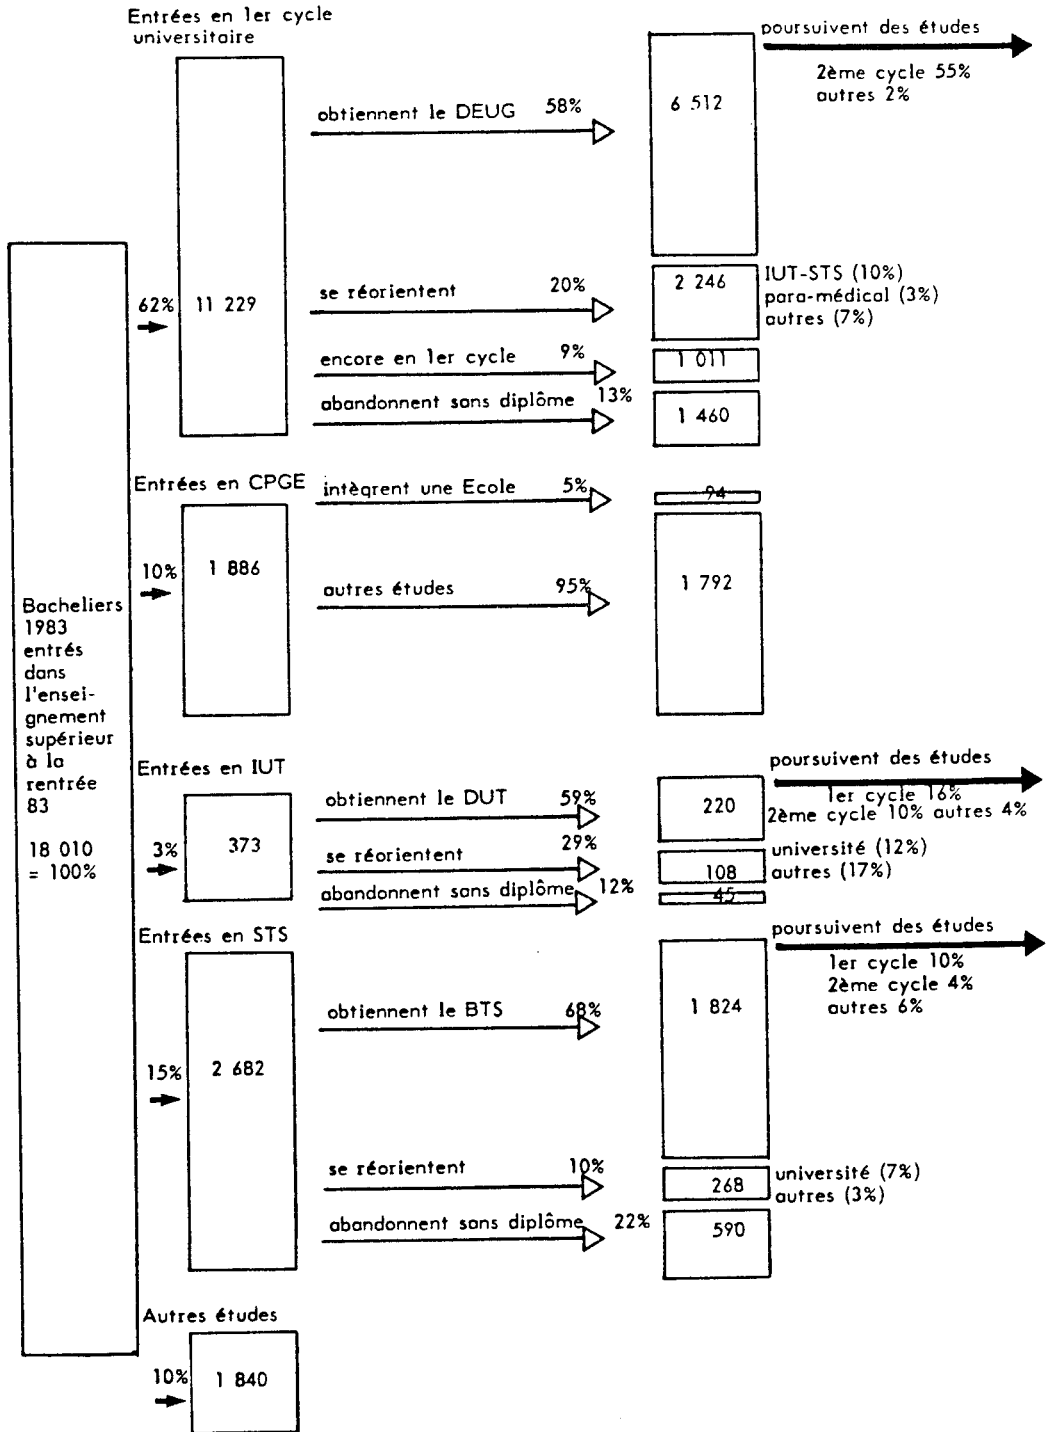 Entrées en 1er cycle
universitaire
poursuivent des études
2ème cycle 55%
autres 2%
obtiennent le DEUG 58%
6 512
62%
11 229
se réorientent 20%
2 246
IUT-STS (10%)
para-médical (3%)
autres (7%)
encore en 1er cycle 9%
1 011
abandonnent sans diplôme 13%
1 460
Entrées en CPGE
intègrent une Ecole 5%
94
10%
1 886
autres études 95%
1 792
Bacheliers
1983
entrés
dans
l'ensei-
gnement
supérieur
à la
rentrée
83
18 010
= 100%
Entrées en IUT
poursuivent des études
1er cycle 16%
2ème cycle 10% autres 4%
obtiennent le DUT 59%
220
3%
373
se réorientent 29%
108
université (12%)
autres (17%)
abandonnent sans diplôme 12%
45
Entrées en STS
poursuivent des études
1er cycle 10%
2ème cycle 4%
autres 6%
obtiennent le BTS 68%
1 824
15%
2 682
se réorientent 10%
268
université (7%)
autres (3%)
abandonnent sans diplôme 22%
590
Autres études
10%
1 840